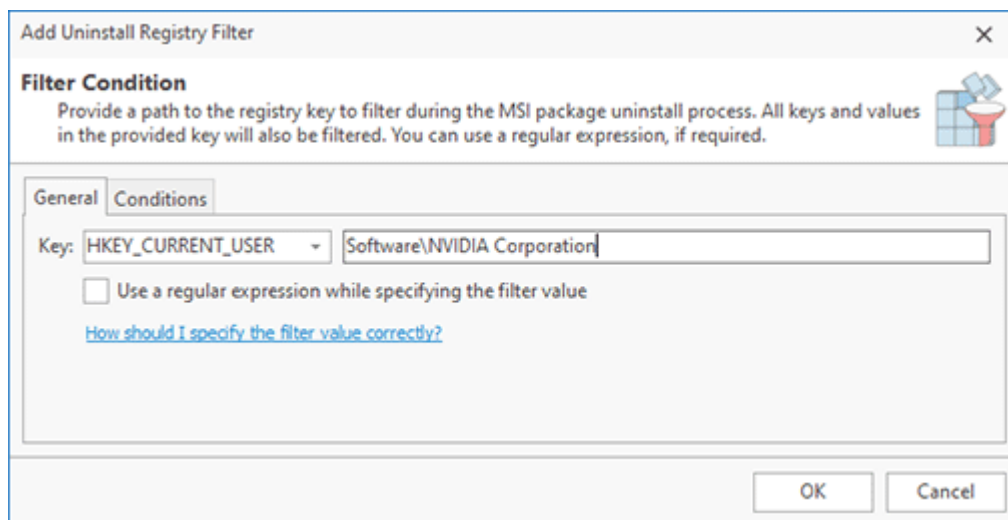 Add Uninstall Registry Filter
Filter Condition
Provide a path to the registry key to filter during the MSI package uninstall process. All keys and values
in the provided key will also be filtered. You can use a regular expression, if required.
General Conditions
Key: HKEY_CURRENT_USER Software\NVIDIA Corporation
Use a regular expression while specifying the filter value
How should I specify the filter value correctly?
OK Cancel